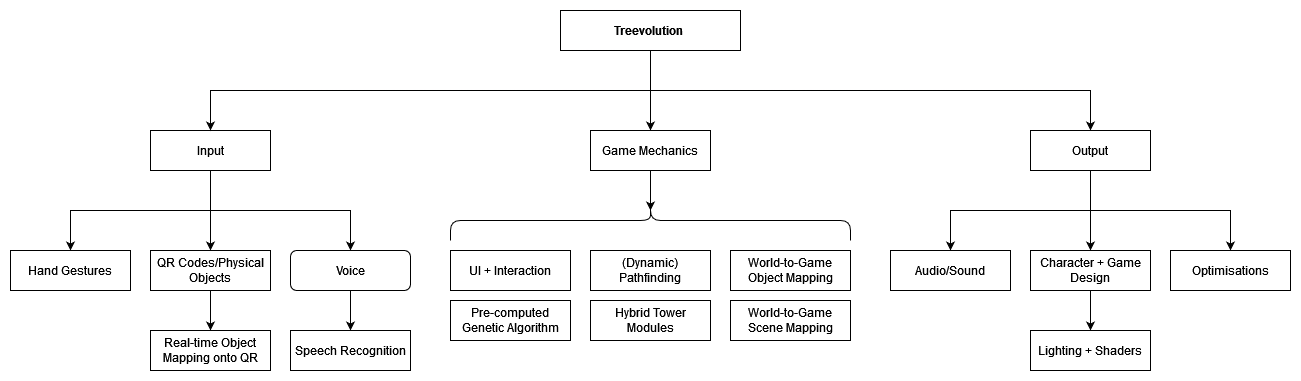 Treevolution
Input
Game Mechanics
Output
Hand Gestures
QR Codes/Physical
Objects
Voice
UI + Interaction
(Dynamic)
Pathfinding
World-to-Game
Object Mapping
Audio/Sound
Character + Game
Design
Optimisations
Real-time Object
Mapping onto QR
Speech Recognition
Pre-computed
Genetic Algorithm
Hybrid Tower
Modules
World-to-Game
Scene Mapping
Lighting + Shaders